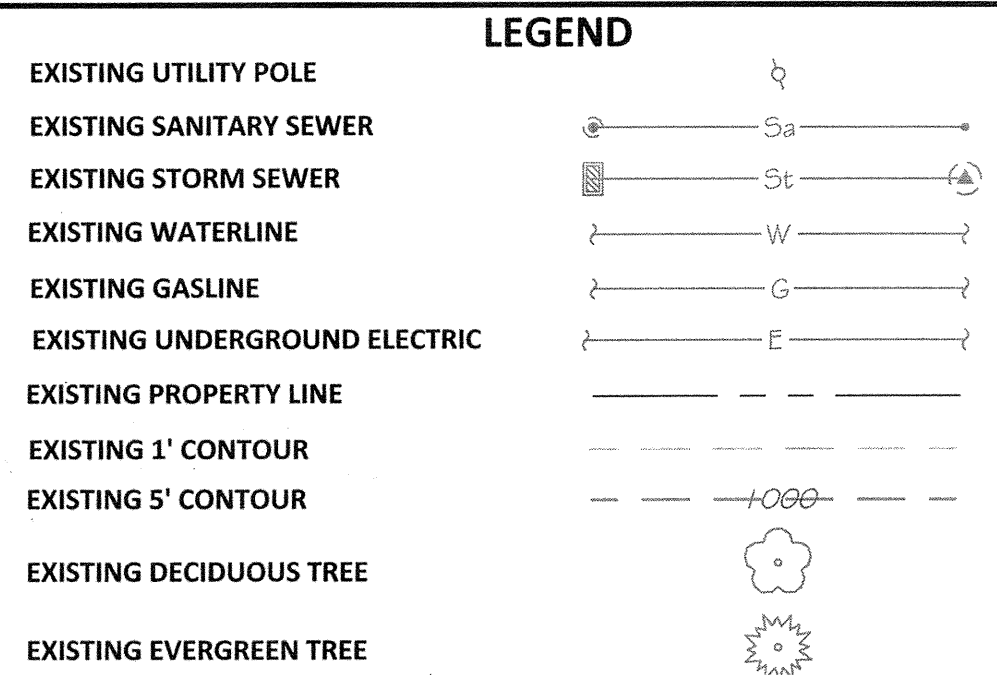 LEGEND
EXISTING UTILITY POLE
EXISTING SANITARY SEWER Sa
EXISTING STORM SEWER St
EXISTING WATERLINE W
EXISTING GASLINE G
EXISTING UNDERGROUND ELECTRIC E
EXISTING PROPERTY LINE
EXISTING 1' CONTOUR
EXISTING 5' CONTOUR 1000
EXISTING DECIDUOUS TREE
EXISTING EVERGREEN TREE